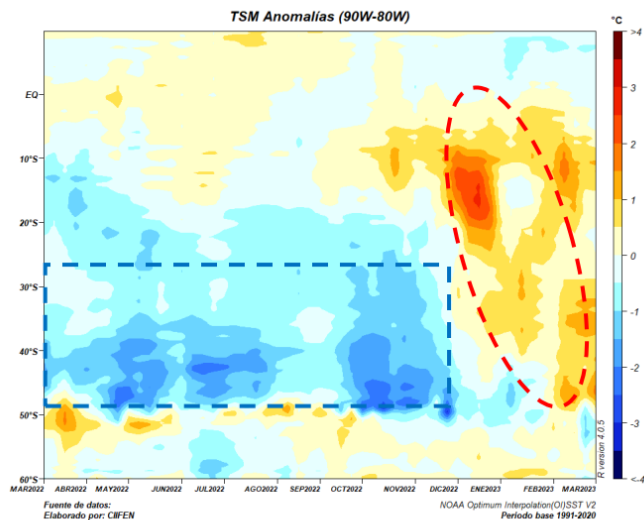 TSM Anomalías (90W-80W)
°C
>4
3
2
1
0
-1
-2
-3
<-4
EQ
10°S
20°S
30°S
40°S
50°S
60°S
MAR2022 ABR2022 MAY2022 JUN2022 JUL2022 AGO2022 SEP2022 OCT2022 NOV2022 DIC2022 ENE2023 FEB2023 MAR2023
R version 4.0.5
Fuente de datos: NOAA Optimum Interpolation(OI)SST V2
Elaborado por: CIIFEN Período base 1991-2020